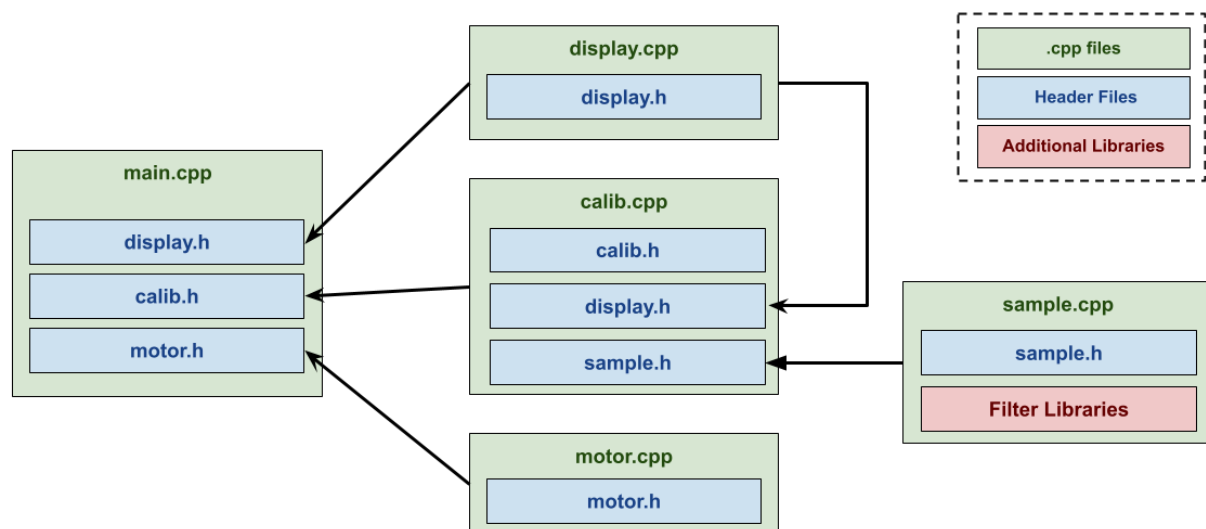 main.cpp
display.h
calib.h
motor.h
display.cpp
display.h
calib.cpp
calib.h
display.h
sample.h
motor.cpp
motor.h
sample.cpp
sample.h
Filter Libraries
.cpp files
Header Files
Additional Libraries